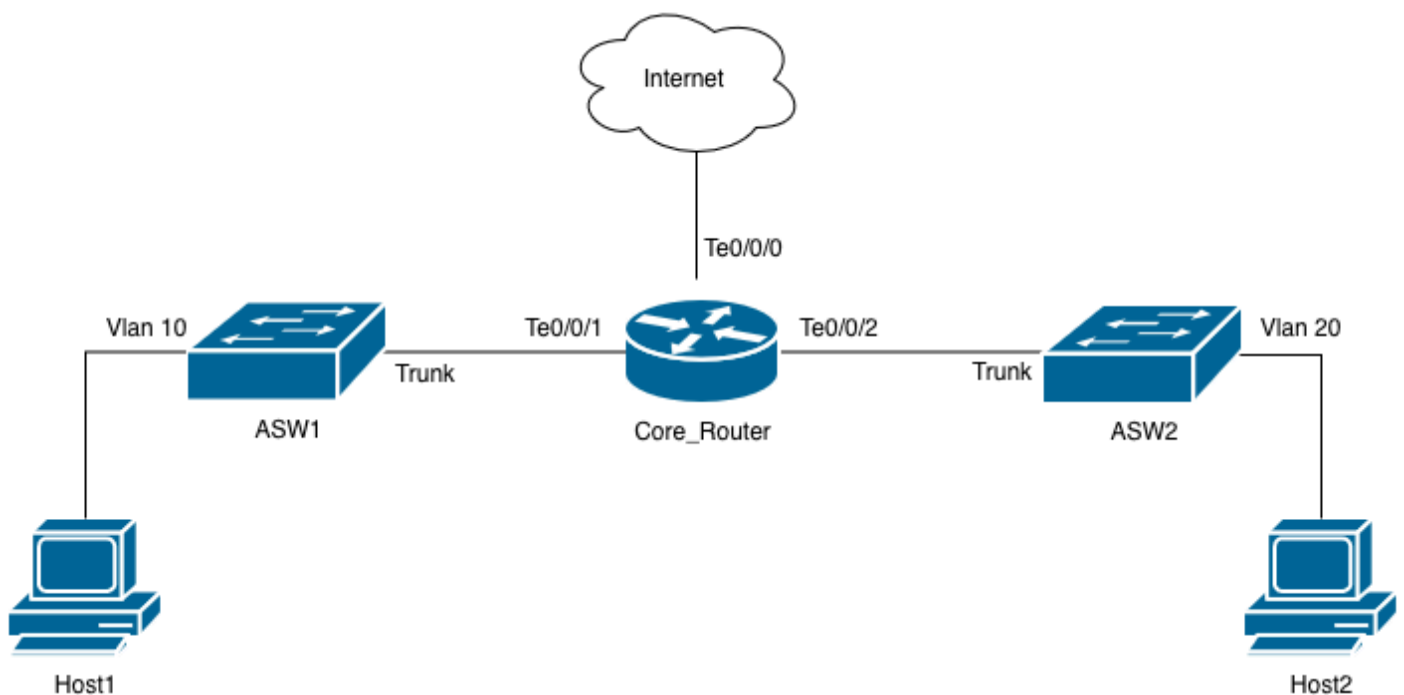 Internet
Te0/0/0
Vlan 10
Te0/0/1
Te0/0/2
Vlan 20
Trunk
Trunk
ASW1
Core_Router
ASW2
Host1
Host2